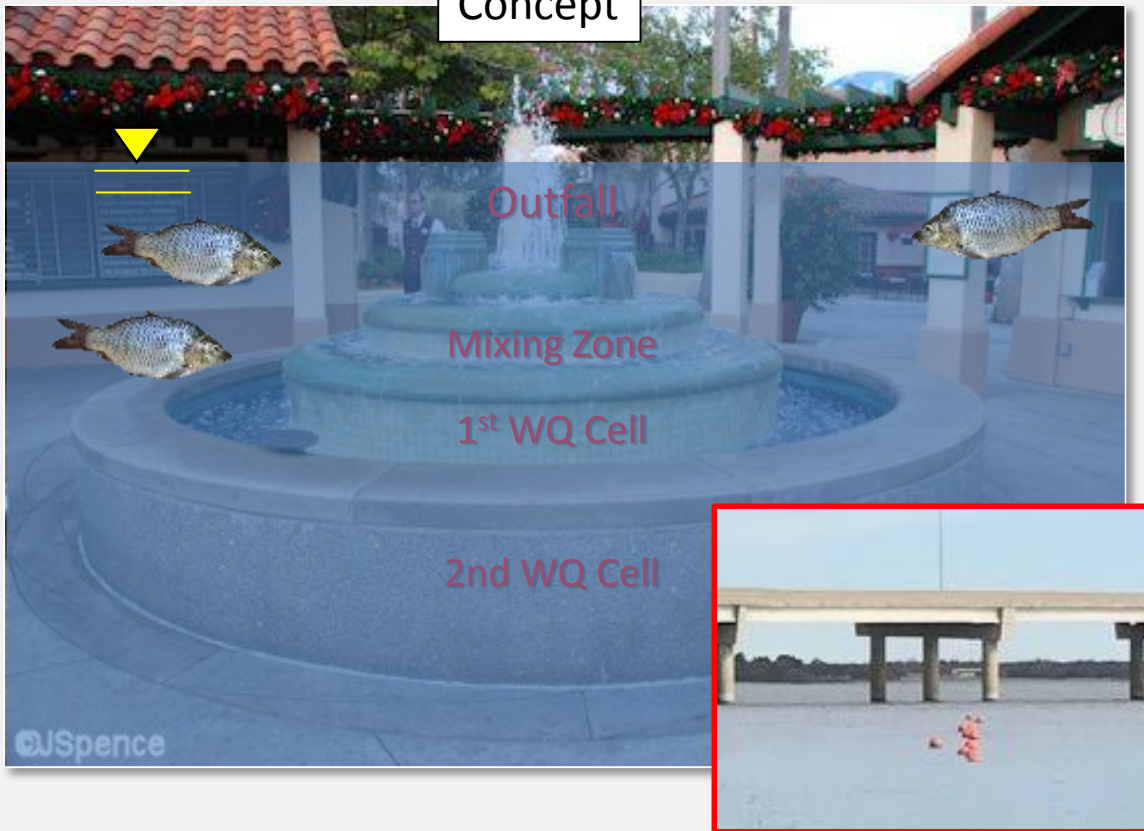 Concept
Outfall
Mixing Zone
1st WQ Cell
2nd WQ Cell
©JSpence